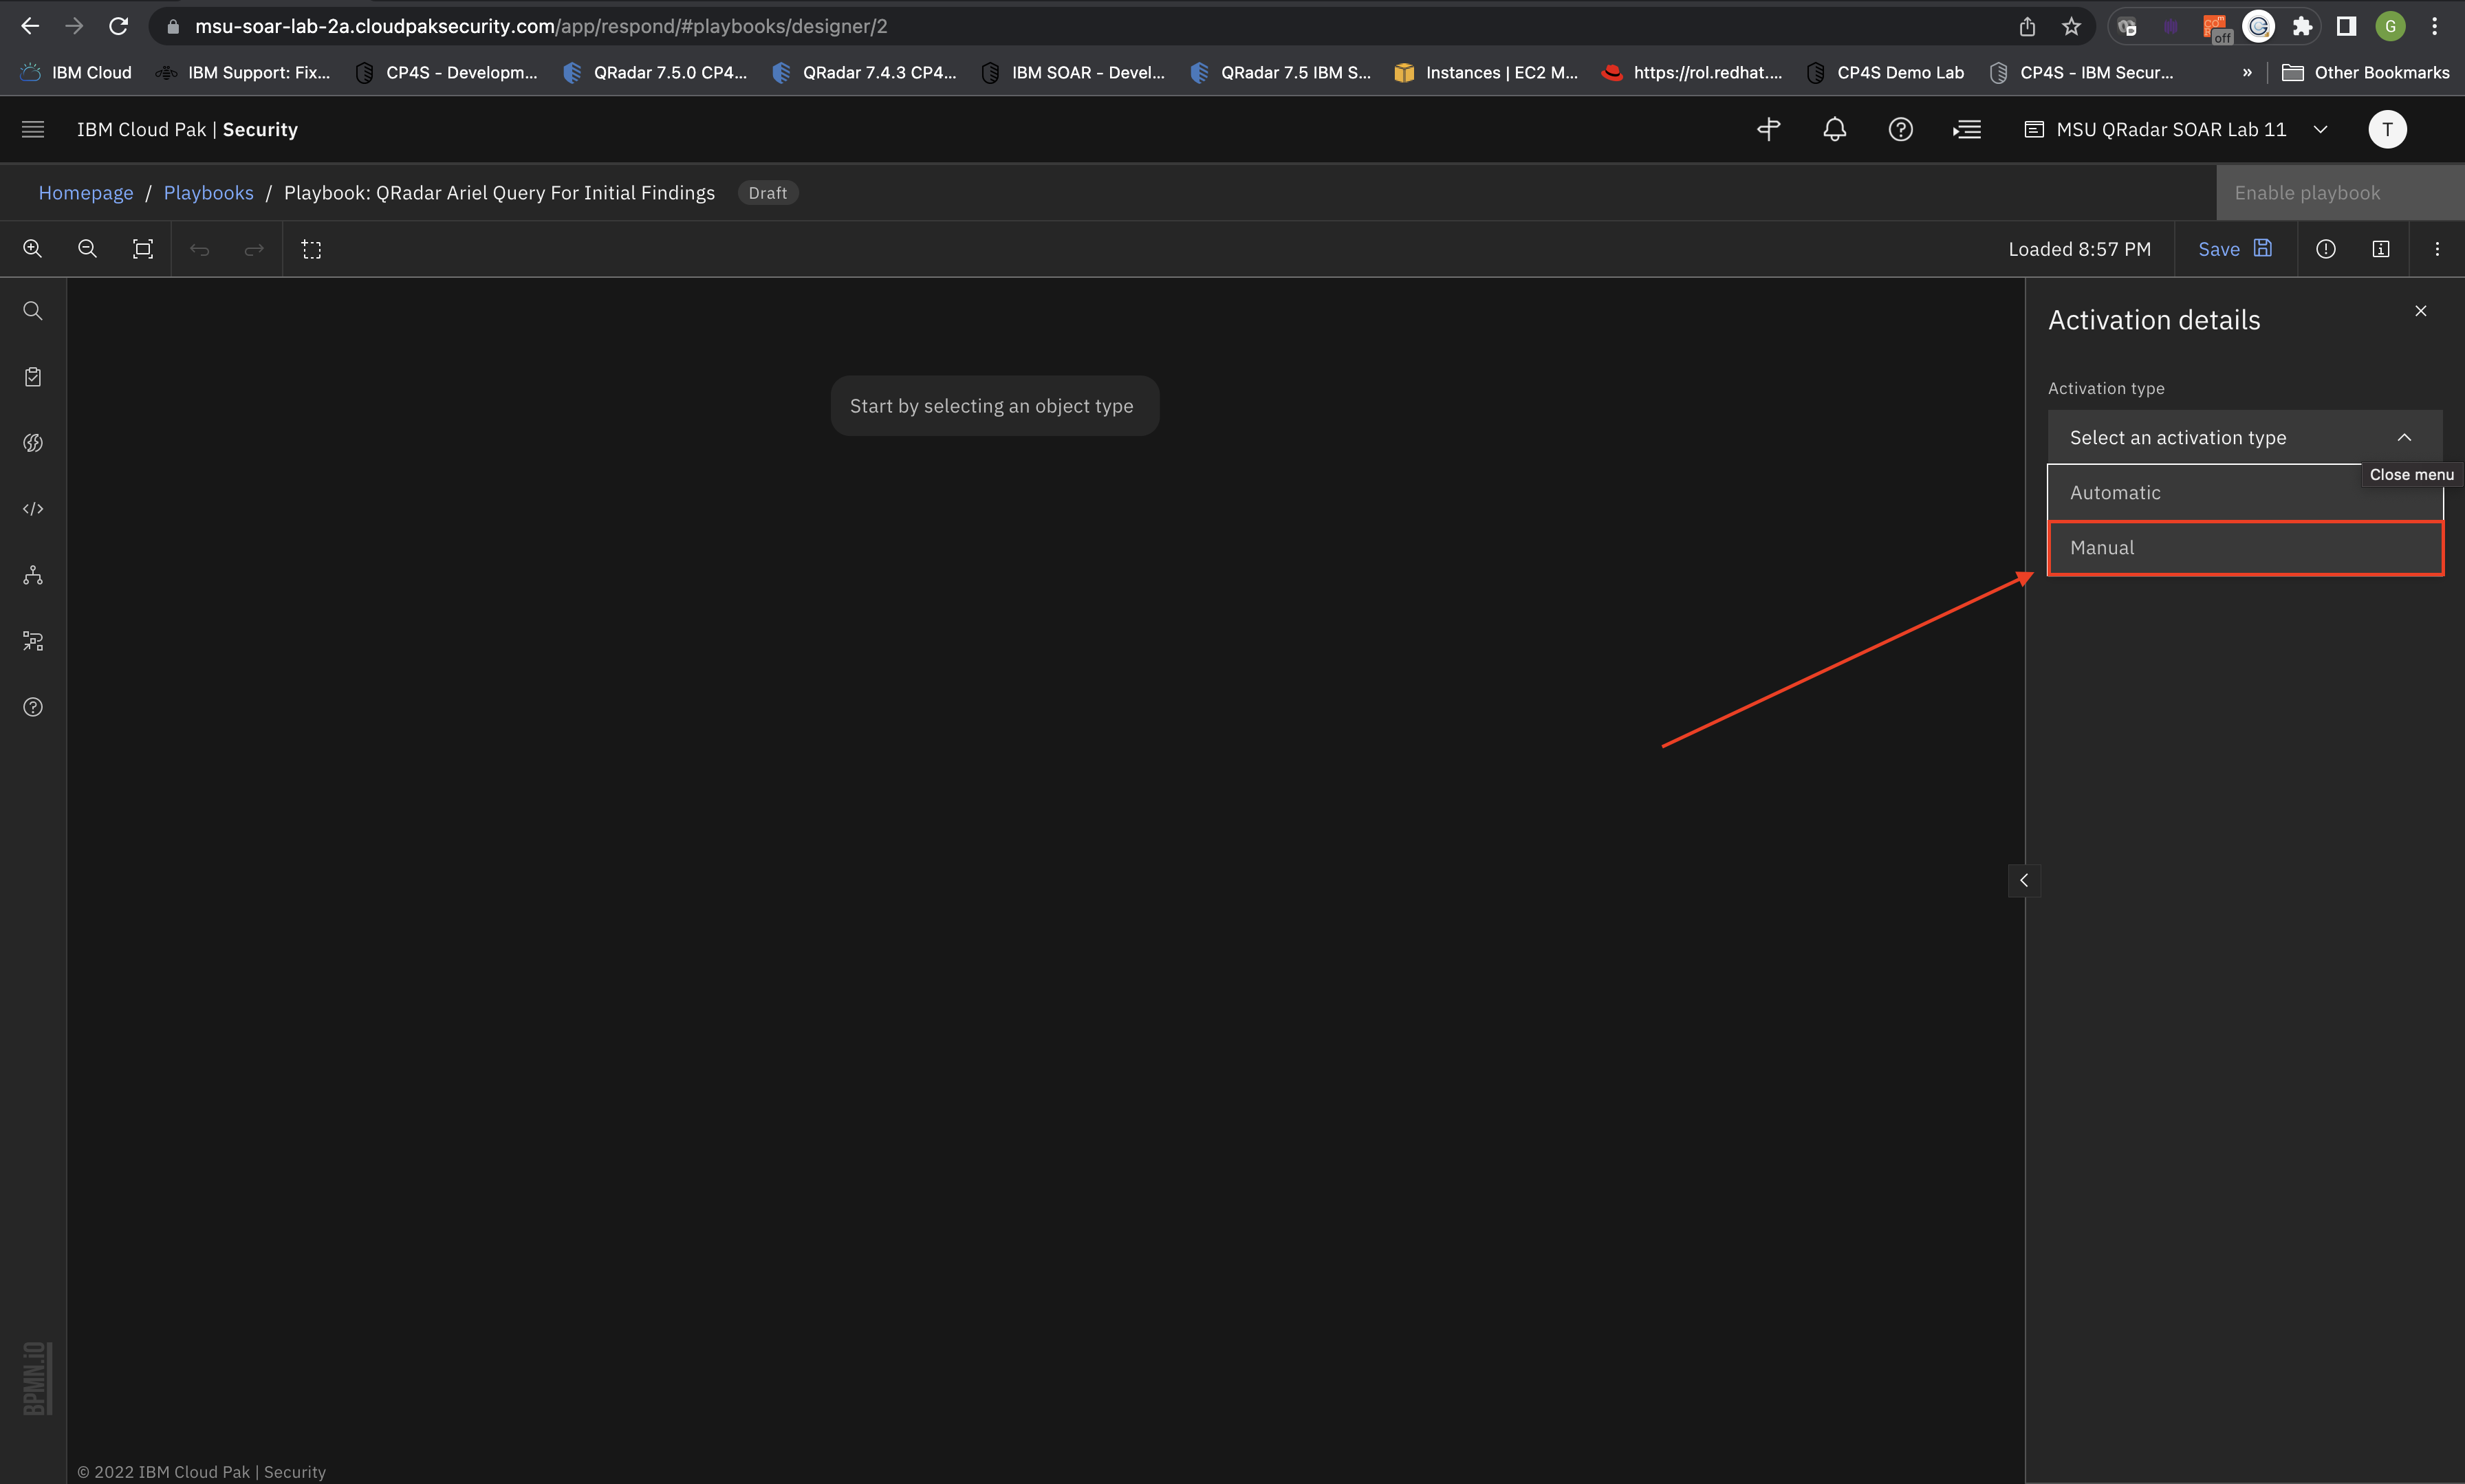 msu-soar-lab-2a.cloudpaksecurity.com/app/respond/#playbooks/designer/2
off
G
IBM Cloud
IBM Support: Fix...
CP4S - Developm...
QRadar 7.5.0 CP4...
QRadar 7.4.3 CP4...
IBM SOAR - Devel...
QRadar 7.5 IBM S...
Instances | EC2 M...
https://rol.redhat....
CP4S Demo Lab
CP4S - IBM Secur...
»
Other Bookmarks
IBM Cloud Pak | Security
MSU QRadar SOAR Lab 11
T
Homepage / Playbooks / Playbook: QRadar Ariel Query For Initial Findings
Draft
Enable playbook
Loaded 8:57 PM
Save
Activation details
Activation type
Start by selecting an object type
Select an activation type
Close menu
Automatic
Manual
BPMN.iO
© 2022 IBM Cloud Pak | Security